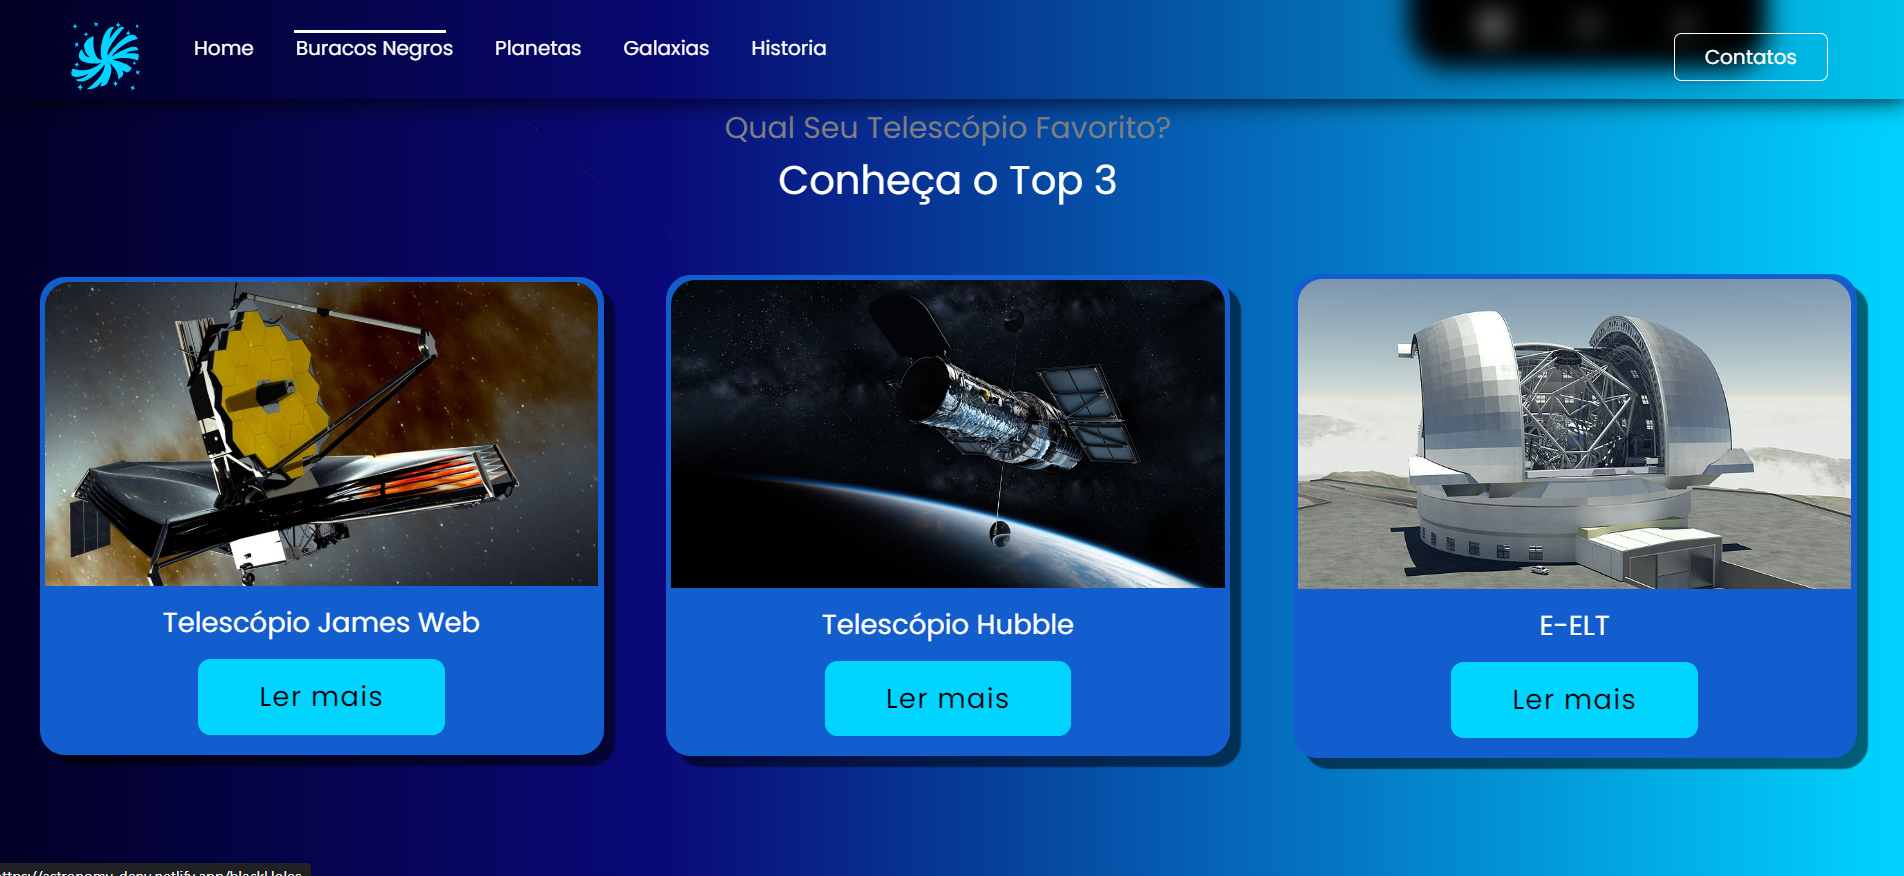 Home Buracos Negros Planetas Galaxias Historia Contatos
Qual Seu Telescópio Favorito?
Conheça o Top 3
Telescópio James Web
Ler mais
Telescópio Hubble
Ler mais
E-ELT
Ler mais